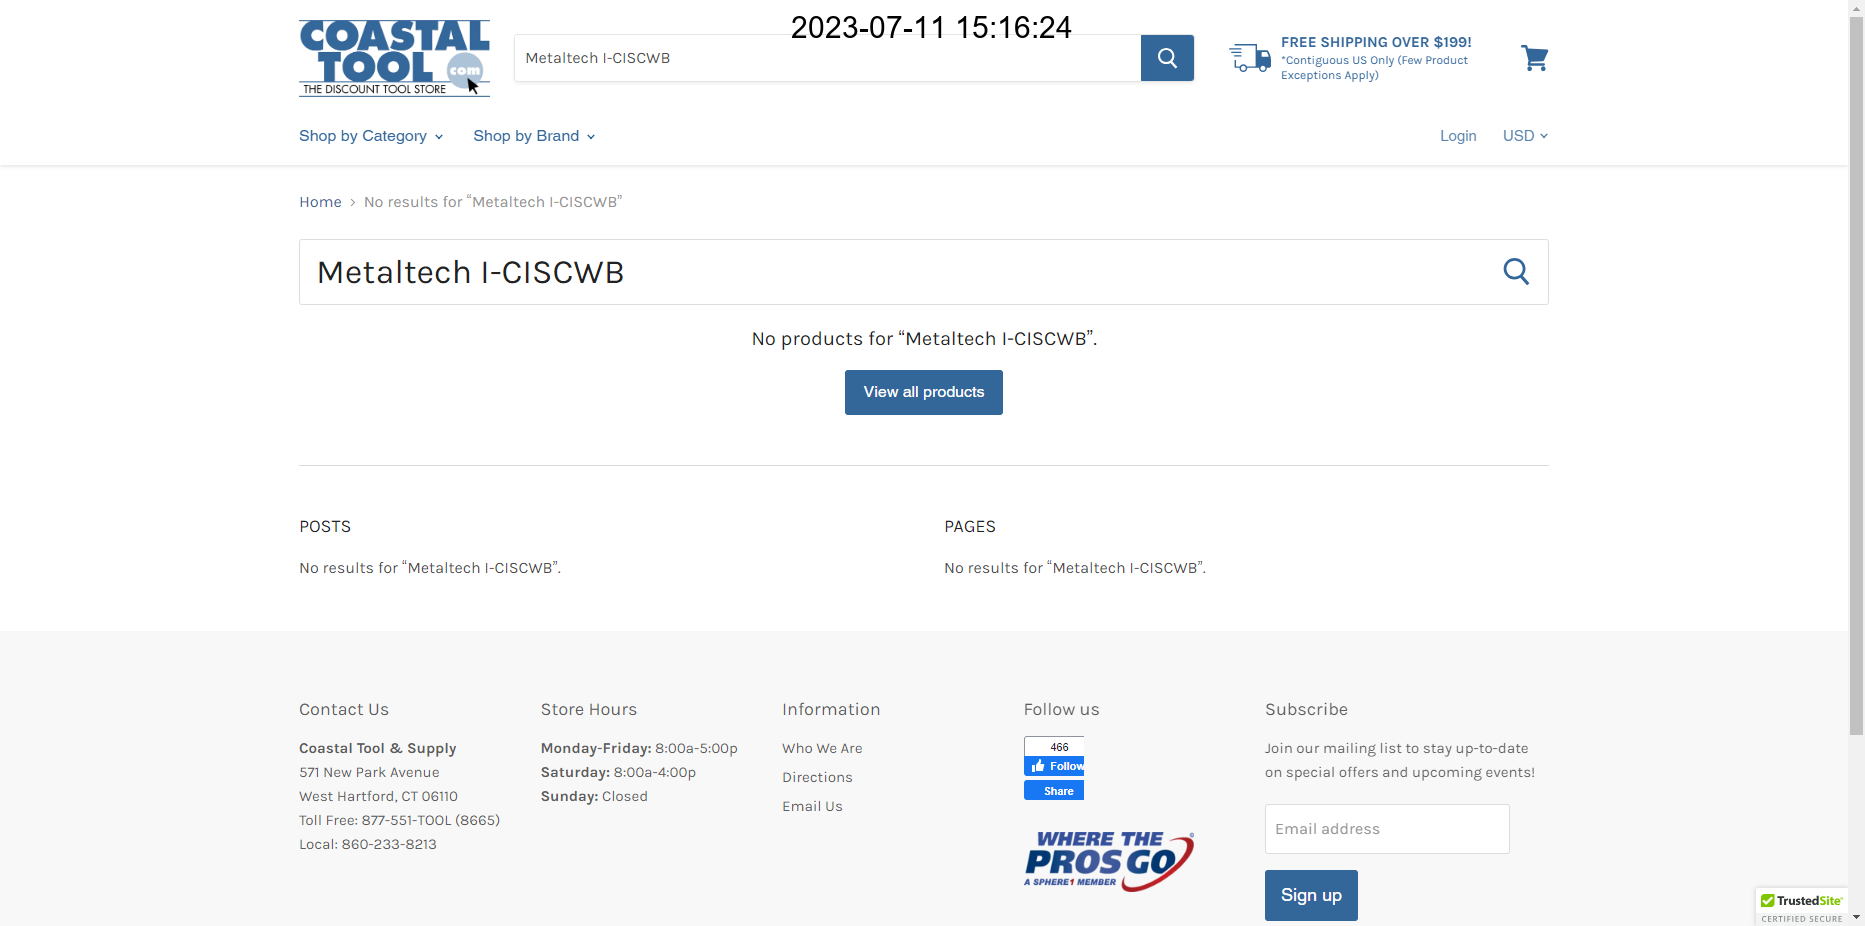 2023-07-11 15:16:24
COASTAL
TOOL com
THE DISCOUNT TOOL STORE
Metaltech I-CISCWB
FREE SHIPPING OVER $199!
*Contiguous US Only (Few Product
Exceptions Apply)
Shop by Category
Shop by Brand
Login
USD
Home > No results for “Metaltech I-CISCWB”
Metaltech I-CISCWB
No products for “Metaltech I-CISCWB”.
View all products
POSTS
No results for “Metaltech I-CISCWB”.
PAGES
No results for “Metaltech I-CISCWB”.
Contact Us
Coastal Tool & Supply
571 New Park Avenue
West Hartford, CT 06110
Toll Free: 877-551-TOOL (8665)
Local: 860-233-8213
Store Hours
Monday-Friday: 8:00a-5:00p
Saturday: 8:00a-4:00p
Sunday: Closed
Information
Who We Are
Directions
Email Us
Follow us
466
Follow
Share
WHERE THE
PROS GO
A SPHERE1 MEMBER
Subscribe
Join our mailing list to stay up-to-date
on special offers and upcoming events!
Email address
Sign up
TrustedSite
CERTIFIED SECURE